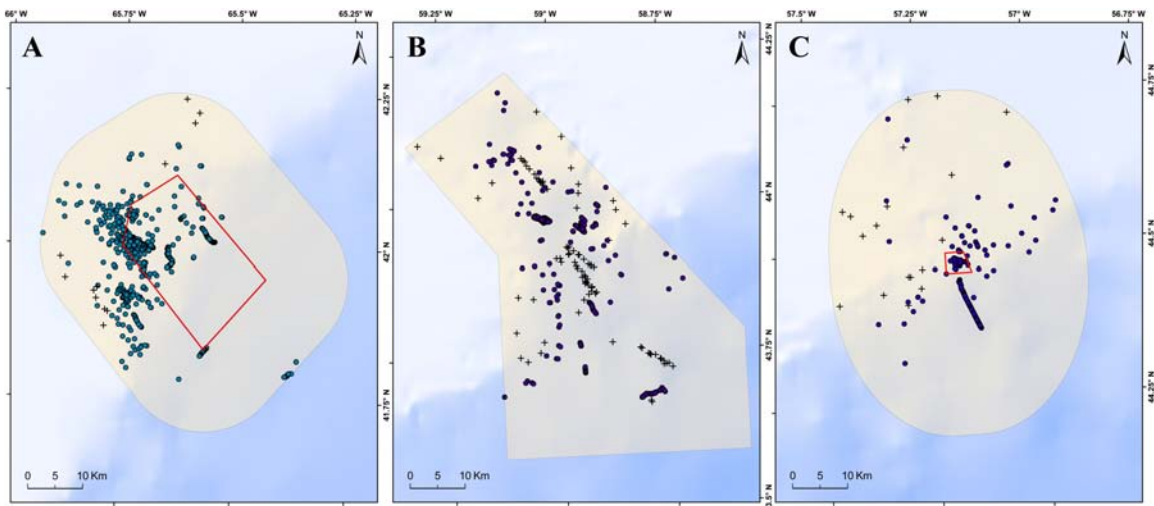 66° W 65.75° W 65.5° W 65.25° W
A
N
42.25° N
42° N
41.75° N
0 5 10 Km
59.25° W 59° W 58.75° W
B
N
44.25° N
44° N
43.75° N
3.5° N
0 5 10 Km
57.5° W 57.25° W 57° W 56.75° W
C
N
44.75° N
44.5° N
44.25° N
0 5 10 Km